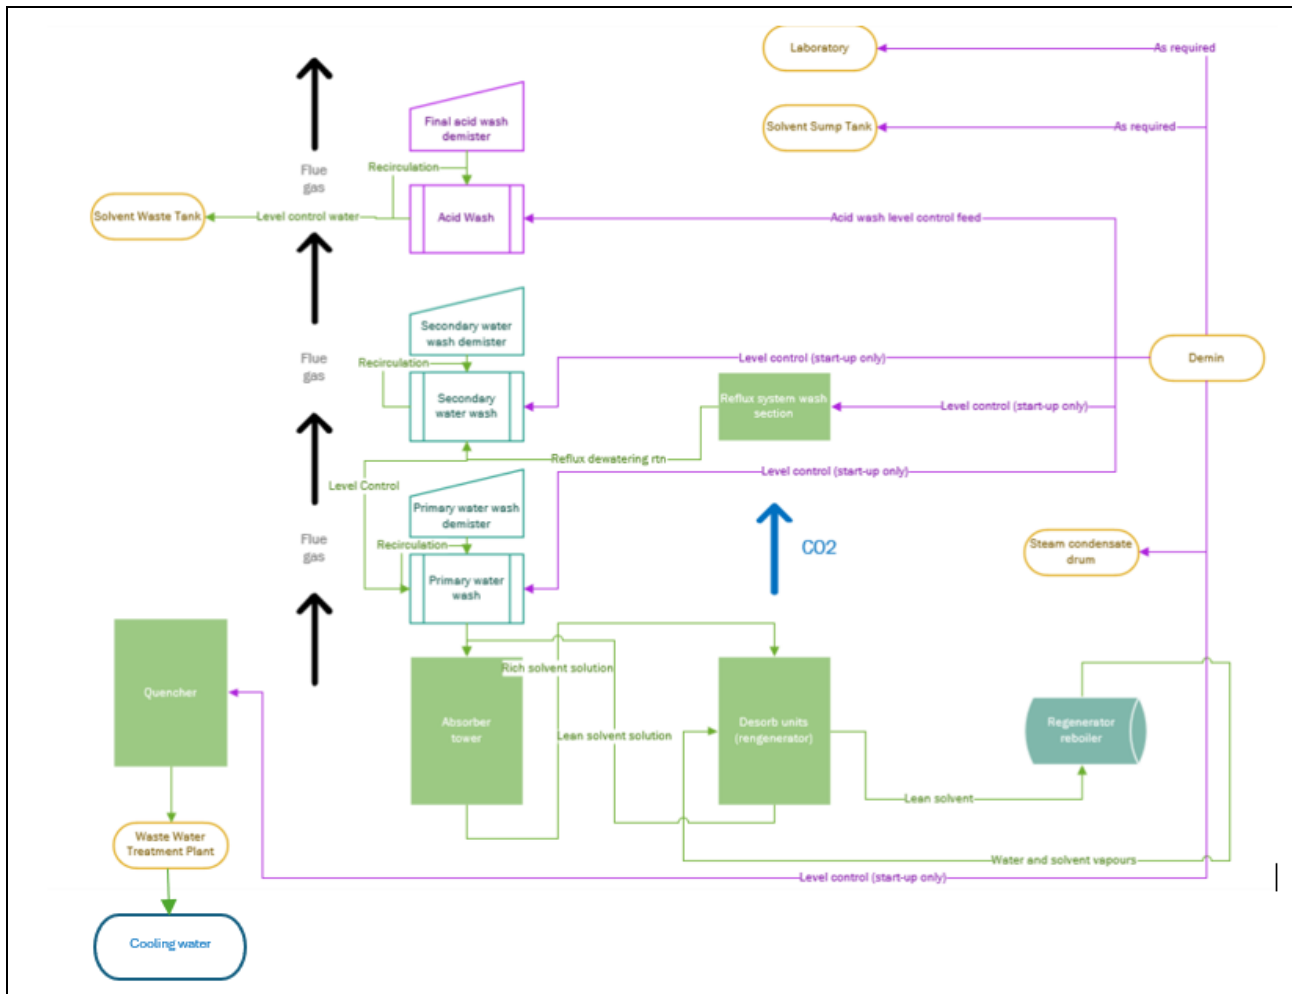 Laboratory
As required
Final acid wash
demister
Solvent Sump Tank
As required
Flue
gas
Recirculation
Solvent Waste Tank
Level control water
Acid Wash
Acid wash level control feed
Secondary water
wash demister
Flue
gas
Recirculation
Level control (start-up only)
Demin
Secondary
water wash
Reflux system wash
section
Level control (start-up only)
Reflux dewatering rtn
Level control (start-up only)
Level Control
Primary water wash
demister
Flue
gas
Recirculation
CO2
Steam condensate
drum
Primary water
wash
Rich solvent solution
Quencher
Absorber
tower
Lean solvent solution
Desorb units
(rengenerator)
Regenerator
reboiler
Lean solvent
Waste Water
Treatment Plant
Water and solvent vapours
Level control (start-up only)
Cooling water